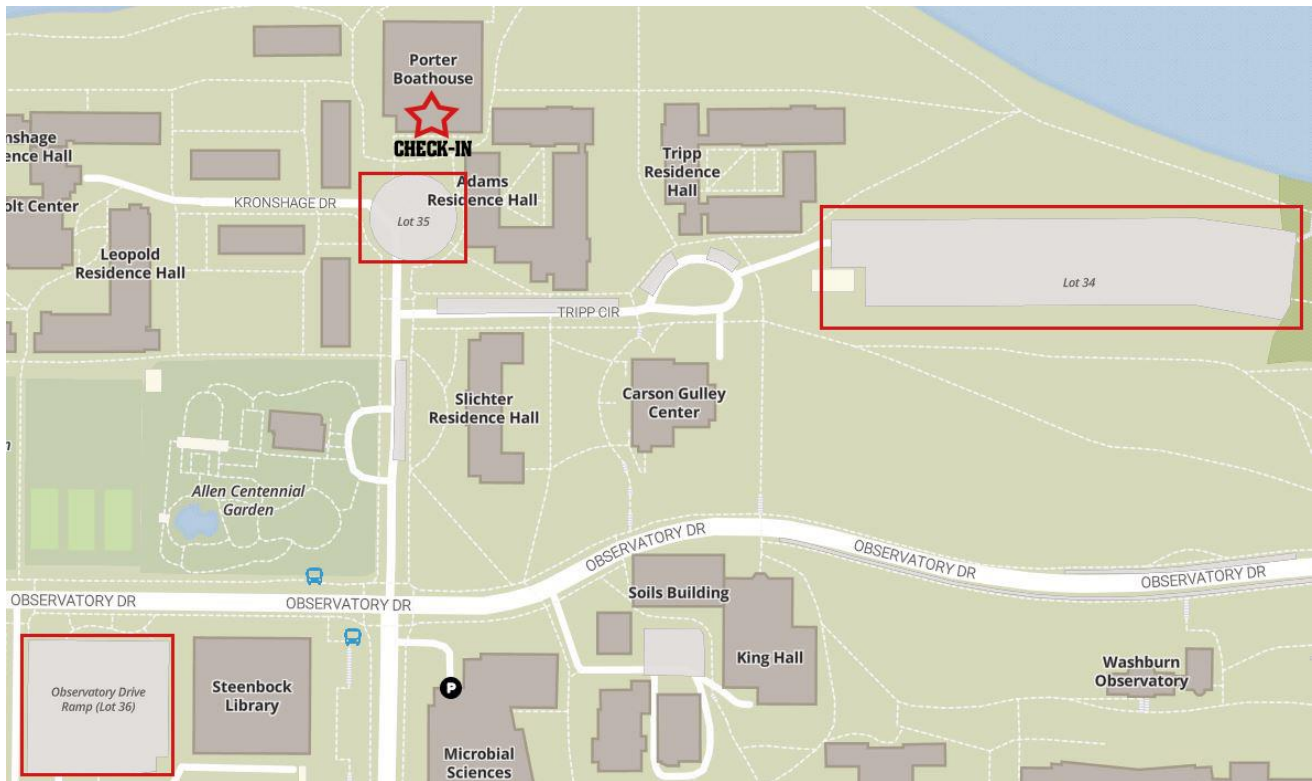 Porter
Boathouse
CHECK-IN
nshage
ence Hall
olt Center
KRONSHAGE DR
Lot 35
Adams
Residence Hall
Tripp
Residence
Hall
Leopold
Residence Hall
Lot 34
TRIPP CIR
Slichter
Residence Hall
Carson Gulley
Center
n
Allen Centennial
Garden
OBSERVATORY DR
OBSERVATORY DR
OBSERVATORY DR
OBSERVATORY DR
OBSERVATORY DR
Soils Building
King Hall
Washburn
Observatory
Observatory Drive
Ramp (Lot 36)
Steenbock
Library
P
Microbial
Sciences